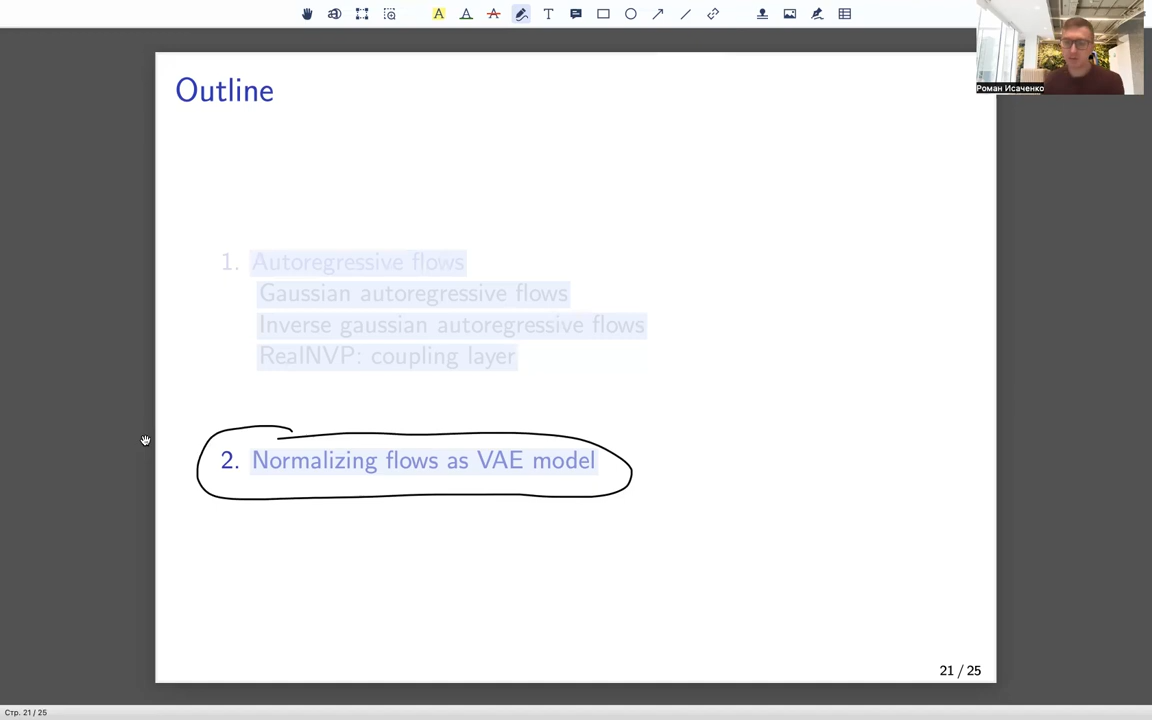 Роман Исаченко
Outline
1. Autoregressive flows
Gaussian autoregressive flows
Inverse gaussian autoregressive flows
RealNVP: coupling layer
2. Normalizing flows as VAE model
21 / 25
Стр. 21 / 25